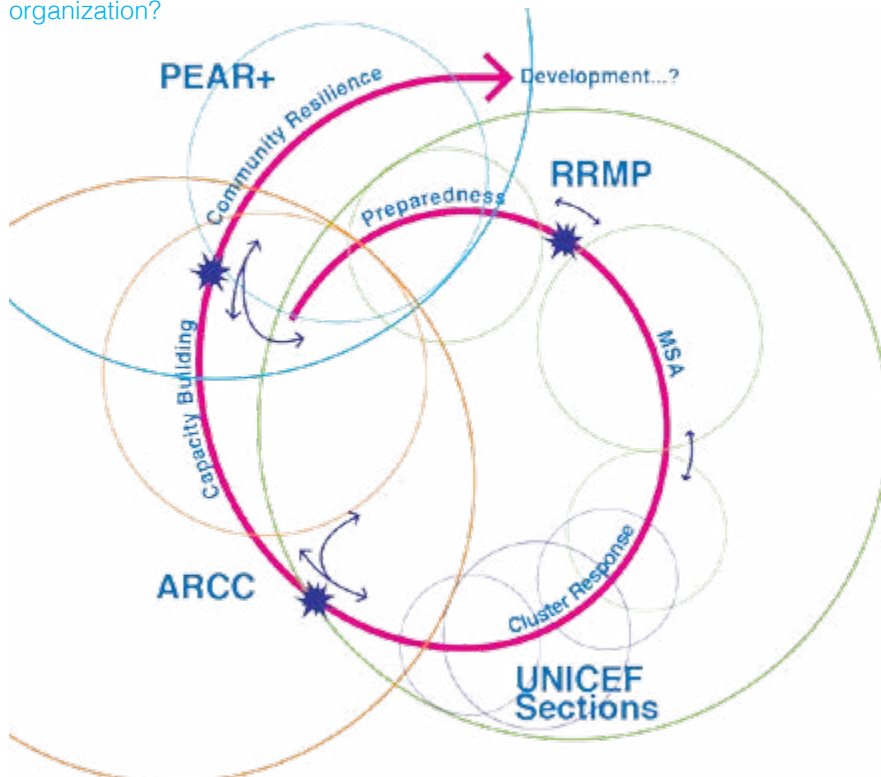 organization?
PEAR+
Community Resilience
Development...?
RRMP
Preparedness
MSA
Capacity Building
ARCC
Cluster Response
UNICEF
Sections